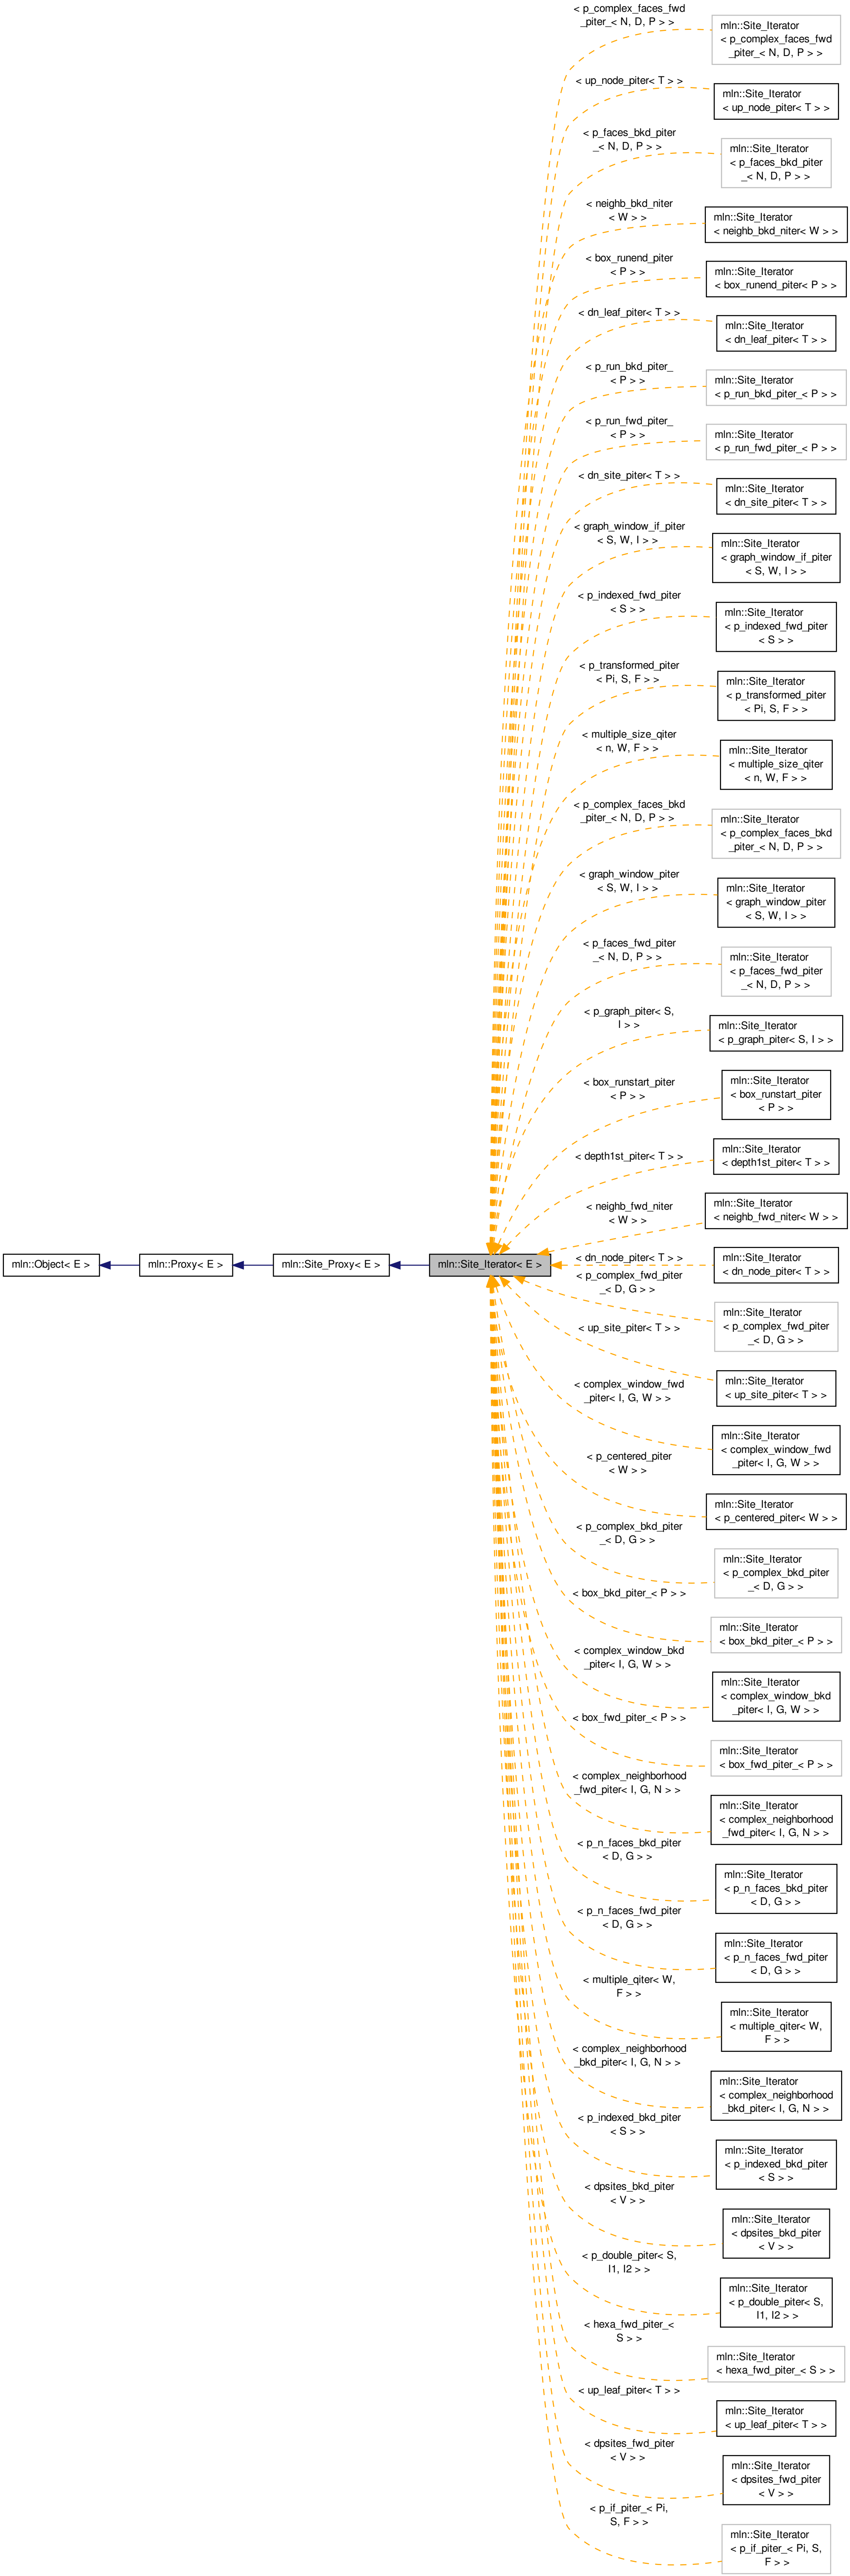 < p_complex_faces_fwd
_piter_< N, D, P > >
mln::Site_Iterator
< p_complex_faces_fwd
_piter_< N, D, P > >
< up_node_piter< T > >
mln::Site_Iterator
< up_node_piter< T > >
< p_faces_bkd_piter
_< N, D, P > >
mln::Site_Iterator
< p_faces_bkd_piter
_< N, D, P > >
< neighb_bkd_niter
< W > >
mln::Site_Iterator
< neighb_bkd_niter< W > >
< box_runend_piter
< P > >
mln::Site_Iterator
< box_runend_piter< P > >
< dn_leaf_piter< T > >
mln::Site_Iterator
< dn_leaf_piter< T > >
< p_run_bkd_piter_
< P > >
mln::Site_Iterator
< p_run_bkd_piter_< P > >
< p_run_fwd_piter_
< P > >
mln::Site_Iterator
< p_run_fwd_piter_< P > >
< dn_site_piter< T > >
mln::Site_Iterator
< dn_site_piter< T > >
< graph_window_if_piter
< S, W, I > >
mln::Site_Iterator
< graph_window_if_piter
< S, W, I > >
< p_indexed_fwd_piter
< S > >
mln::Site_Iterator
< p_indexed_fwd_piter
< S > >
< p_transformed_piter
< Pi, S, F > >
mln::Site_Iterator
< p_transformed_piter
< Pi, S, F > >
< multiple_size_qiter
< n, W, F > >
mln::Site_Iterator
< multiple_size_qiter
< n, W, F > >
< p_complex_faces_bkd
_piter_< N, D, P > >
mln::Site_Iterator
< p_complex_faces_bkd
_piter_< N, D, P > >
< graph_window_piter
< S, W, I > >
mln::Site_Iterator
< graph_window_piter
< S, W, I > >
< p_faces_fwd_piter
_< N, D, P > >
mln::Site_Iterator
< p_faces_fwd_piter
_< N, D, P > >
< p_graph_piter< S,
I > >
mln::Site_Iterator
< p_graph_piter< S, I > >
< box_runstart_piter
< P > >
mln::Site_Iterator
< box_runstart_piter
< P > >
< depth1st_piter< T > >
mln::Site_Iterator
< depth1st_piter< T > >
< neighb_fwd_niter
< W > >
mln::Site_Iterator
< neighb_fwd_niter< W > >
mln::Object< E >
mln::Proxy< E >
mln::Site_Proxy< E >
mln::Site_Iterator< E >
< dn_node_piter< T > >
mln::Site_Iterator
< dn_node_piter< T > >
< p_complex_fwd_piter
_< D, G > >
mln::Site_Iterator
< p_complex_fwd_piter
_< D, G > >
< up_site_piter< T > >
mln::Site_Iterator
< up_site_piter< T > >
< complex_window_fwd
_piter< I, G, W > >
mln::Site_Iterator
< complex_window_fwd
_piter< I, G, W > >
< p_centered_piter
< W > >
mln::Site_Iterator
< p_centered_piter< W > >
< p_complex_bkd_piter
_< D, G > >
mln::Site_Iterator
< p_complex_bkd_piter
_< D, G > >
< box_bkd_piter_< P > >
mln::Site_Iterator
< box_bkd_piter_< P > >
< complex_window_bkd
_piter< I, G, W > >
mln::Site_Iterator
< complex_window_bkd
_piter< I, G, W > >
< box_fwd_piter_< P > >
mln::Site_Iterator
< box_fwd_piter_< P > >
< complex_neighborhood
_fwd_piter< I, G, N > >
mln::Site_Iterator
< complex_neighborhood
_fwd_piter< I, G, N > >
< p_n_faces_bkd_piter
< D, G > >
mln::Site_Iterator
< p_n_faces_bkd_piter
< D, G > >
< p_n_faces_fwd_piter
< D, G > >
mln::Site_Iterator
< p_n_faces_fwd_piter
< D, G > >
< multiple_qiter< W,
F > >
mln::Site_Iterator
< multiple_qiter< W,
F > >
< complex_neighborhood
_bkd_piter< I, G, N > >
mln::Site_Iterator
< complex_neighborhood
_bkd_piter< I, G, N > >
< p_indexed_bkd_piter
< S > >
mln::Site_Iterator
< p_indexed_bkd_piter
< S > >
< dpsites_bkd_piter
< V > >
mln::Site_Iterator
< dpsites_bkd_piter
< V > >
< p_double_piter< S,
I1, I2 > >
mln::Site_Iterator
< p_double_piter< S,
I1, I2 > >
< hexa_fwd_piter_<
S > >
mln::Site_Iterator
< hexa_fwd_piter_< S > >
< up_leaf_piter< T > >
mln::Site_Iterator
< up_leaf_piter< T > >
< dpsites_fwd_piter
< V > >
mln::Site_Iterator
< dpsites_fwd_piter
< V > >
< p_if_piter_< Pi,
S, F > >
mln::Site_Iterator
< p_if_piter_< Pi, S,
F > >